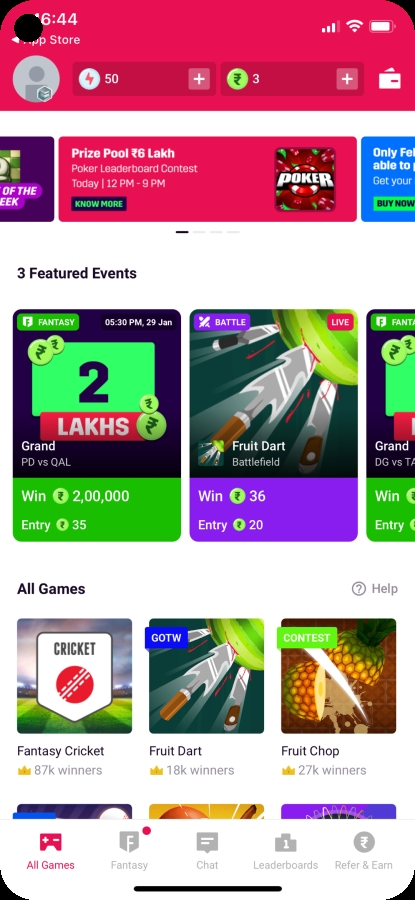 16:44
App Store
50
3
OF THE
EEK
Prize Pool ₹6 Lakh
Poker Leaderboard Contest
Today | 12 PM - 9 PM
KNOW MORE
POKER
Only Fe
able to p
Get your
BUY NOW
3 Featured Events
FANTASY
05:30 PM, 29 Jan
2
LAKHS
Grand
PD vs QAL
Win ₹ 2,00,000
Entry ₹ 35
BATTLE
LIVE
Fruit Dart
Battlefield
Win ₹ 36
Entry ₹ 20
FANTA
Grand
DG vs TA
Win ₹
Entry ₹
All Games
Help
CRICKET
Fantasy Cricket
87k winners
GOTW
Fruit Dart
18k winners
CONTEST
Fruit Chop
27k winners
All Games
Fantasy
Chat
Leaderboards
Refer & Earn